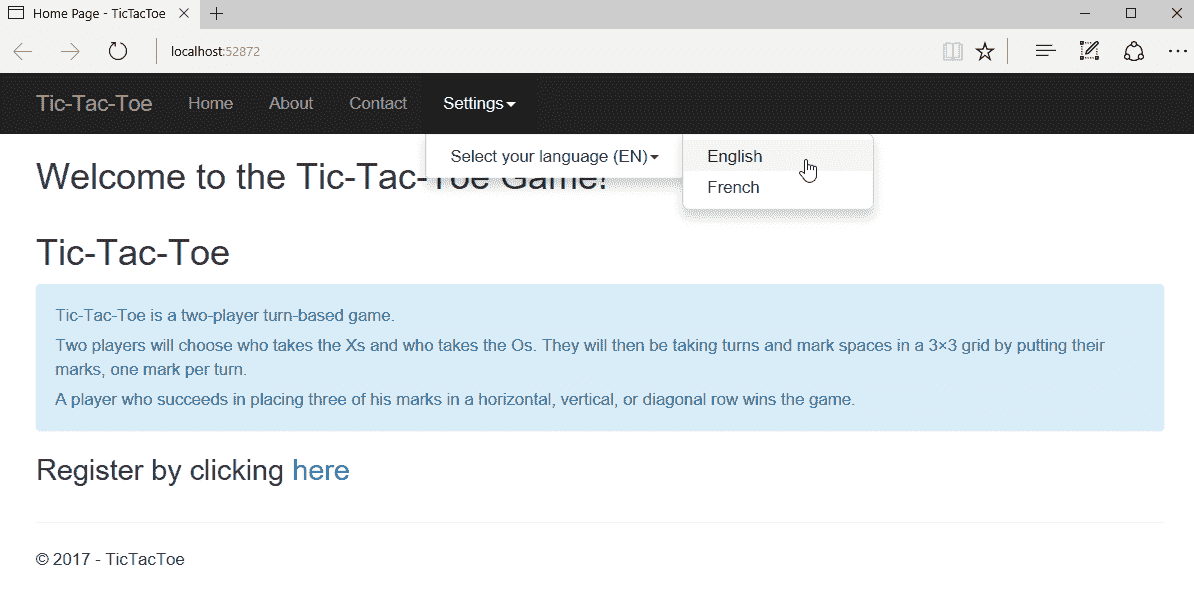 Home Page - TicTacToe
localhost:52872
Tic-Tac-Toe Home About Contact Settings
Select your language (EN) English
French
Welcome to the Tic-Tac-Toe Game!
Tic-Tac-Toe
Tic-Tac-Toe is a two-player turn-based game.
Two players will choose who takes the Xs and who takes the Os. They will then be taking turns and mark spaces in a 3×3 grid by putting their
marks, one mark per turn.
A player who succeeds in placing three of his marks in a horizontal, vertical, or diagonal row wins the game.
Register by clicking here
© 2017 - TicTacToe